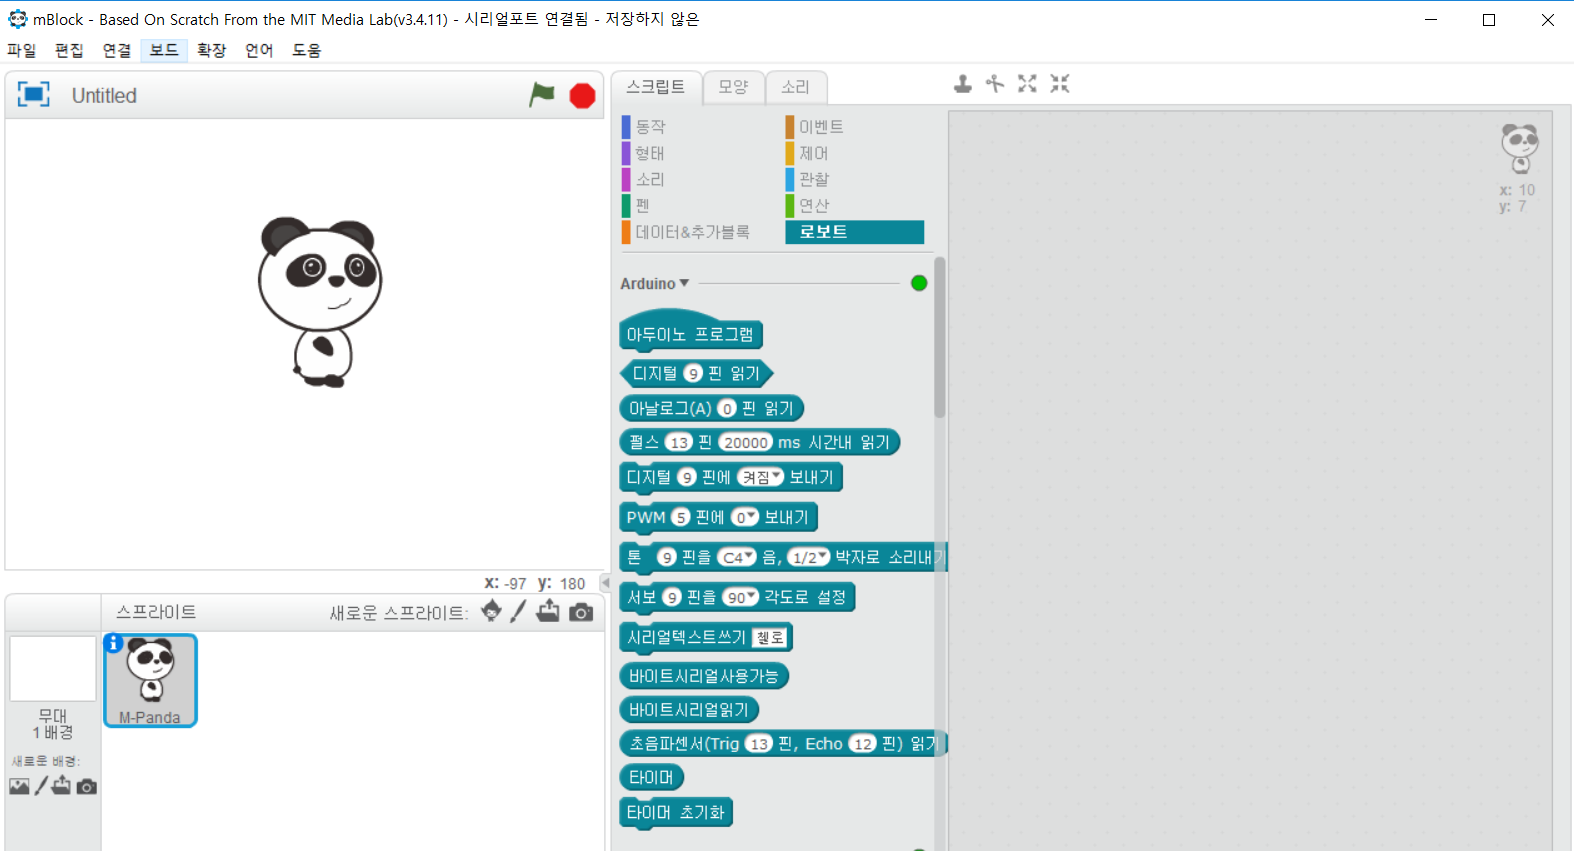 mBlock - Based On Scratch From the MIT Media Lab(v3.4.11) - 시리얼포트 연결됨 - 저장하지 않은
파일 편집 연결 보드 확장 언어 도움
Untitled
x: -97 y: 180
스프라이트 새로운 스프라이트:
M-Panda
무대
1 배경
새로운 배경:
스크립트 모양 소리
동작 이벤트
형태 제어
소리 관찰
펜 연산
데이터&추가블록 로보트
Arduino
아두이노 프로그램
디지털 9 핀 읽기
아날로그(A) 0 핀 읽기
펄스 13 핀 20000 ms 시간내 읽기
디지털 9 핀에 켜짐 보내기
PWM 5 핀에 0 보내기
톤 9 핀을 C4 음, 1/2 박자로 소리내기
서보 9 핀을 90 각도로 설정
시리얼텍스트쓰기 헬로
바이트시리얼사용가능
바이트시리얼읽기
초음파센서(Trig 13 핀, Echo 12 핀) 읽기
타이머
타이머 초기화
x: 10
y: 7